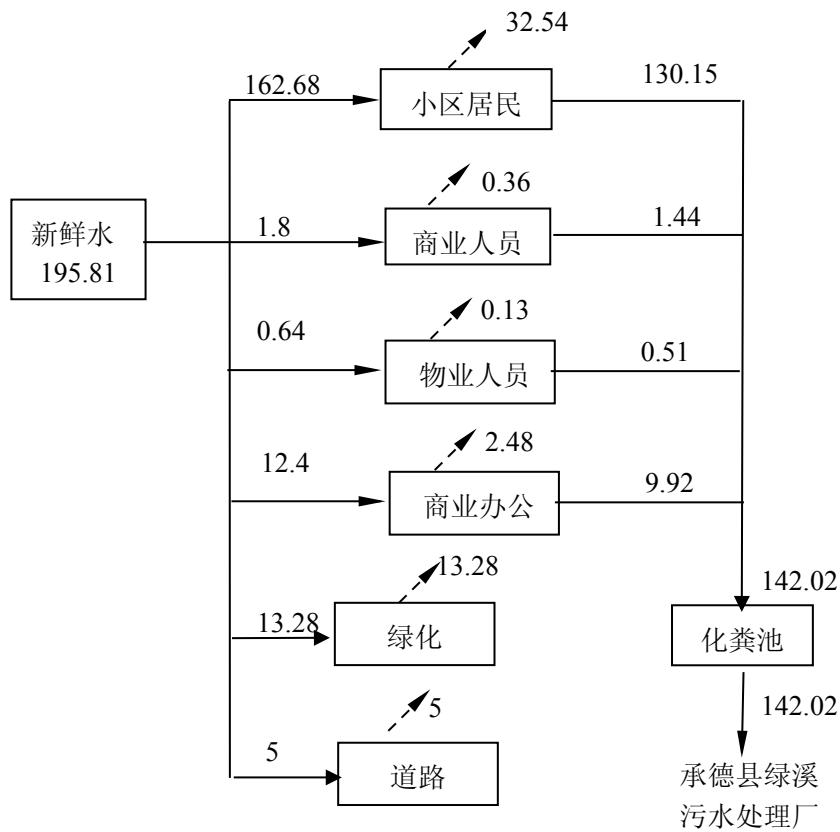 32.54
162.68
小区居民
130.15
0.36
新鲜水
195.81
1.8
商业人员
1.44
0.13
0.64
物业人员
0.51
2.48
12.4
商业办公
9.92
13.28
142.02
13.28
绿化
化粪池
5
142.02
5
道路
承德县绿溪
污水处理厂